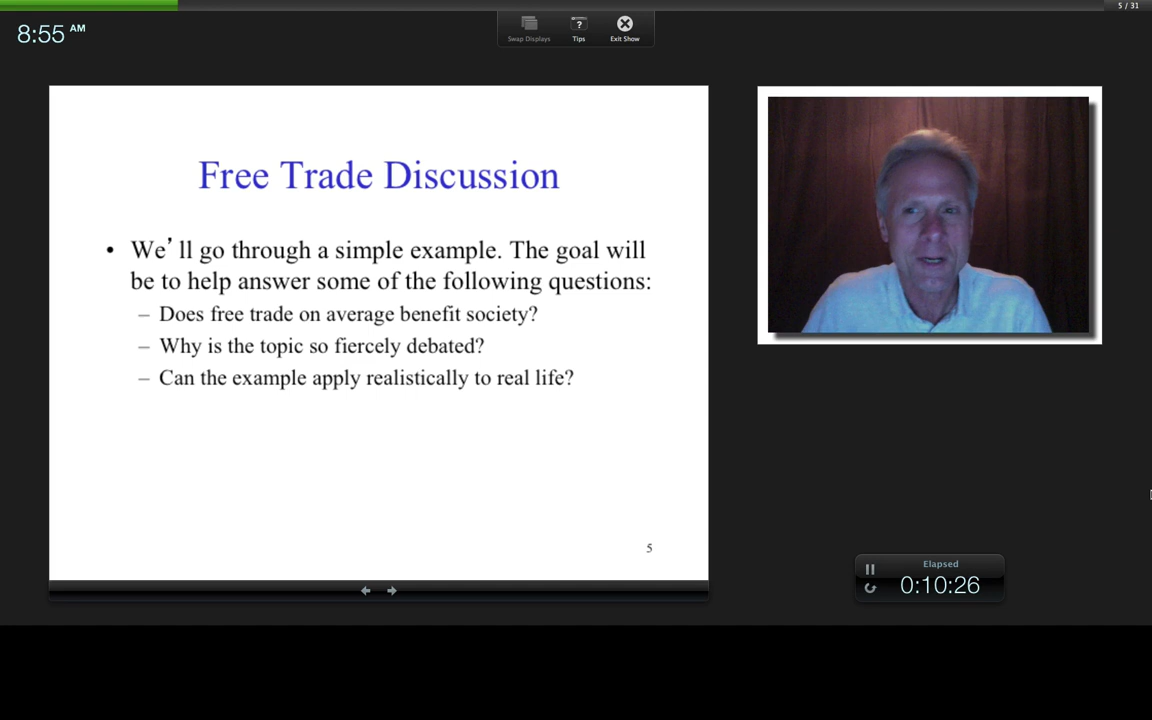 5 / 31
8:55 AM
Swap Displays
?
Tips
Exit Show
Free Trade Discussion
• We’ ll go through a simple example. The goal will
be to help answer some of the following questions:
– Does free trade on average benefit society?
– Why is the topic so fiercely debated?
– Can the example apply realistically to real life?
5
Elapsed
0:10:26